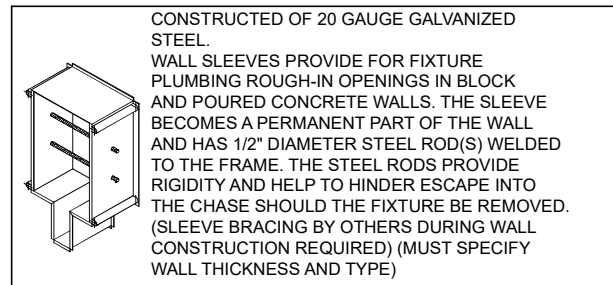 CONSTRUCTED OF 20 GAUGE GALVANIZED
STEEL.
WALL SLEEVES PROVIDE FOR FIXTURE
PLUMBING ROUGH-IN OPENINGS IN BLOCK
AND POURED CONCRETE WALLS. THE SLEEVE
BECOMES A PERMANENT PART OF THE WALL
AND HAS 1/2" DIAMETER STEEL ROD(S) WELDED
TO THE FRAME. THE STEEL RODS PROVIDE
RIGIDITY AND HELP TO HINDER ESCAPE INTO
THE CHASE SHOULD THE FIXTURE BE REMOVED.
(SLEEVE BRACING BY OTHERS DURING WALL
CONSTRUCTION REQUIRED) (MUST SPECIFY
WALL THICKNESS AND TYPE)